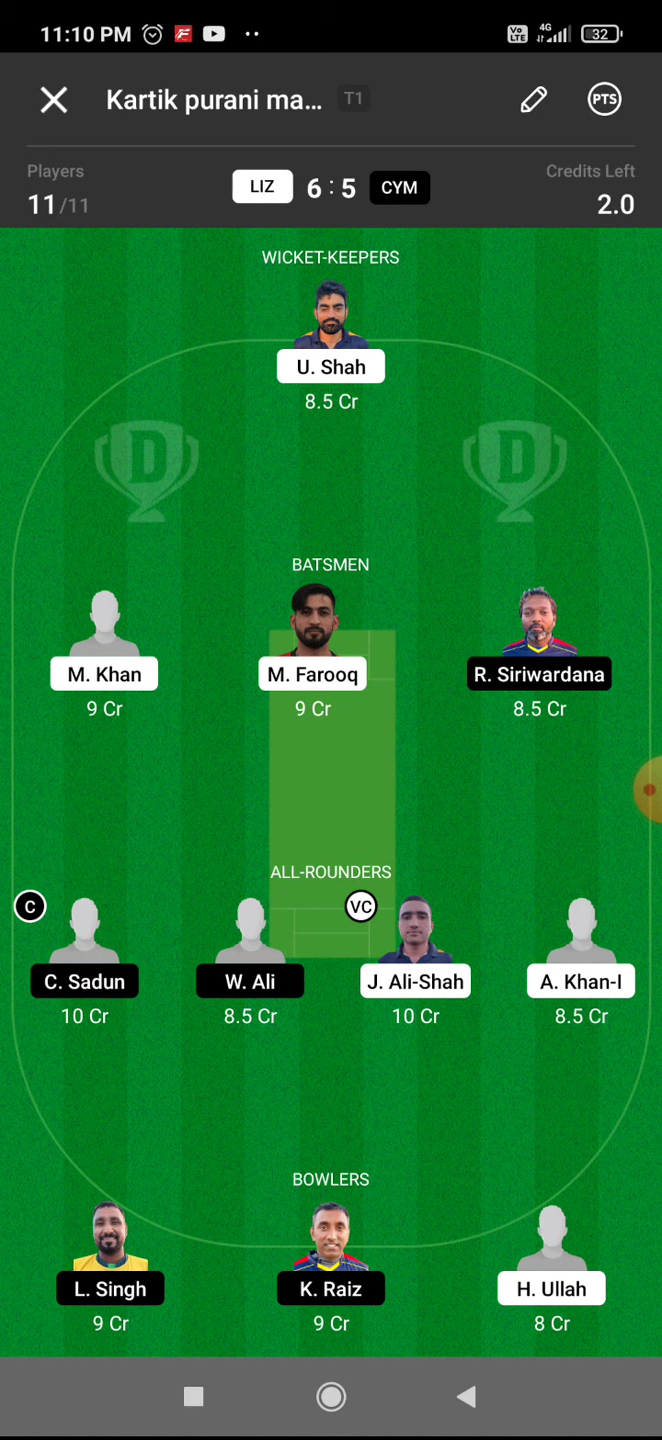 11:10 PM Vo LTE 4G 32
Kartik purani ma... T1 PTS
Players Credits Left
11/11 LIZ 6 : 5 CYM 2.0
WICKET-KEEPERS
U. Shah
8.5 Cr
D D
BATSMEN
M. Khan M. Farooq R. Siriwardana
9 Cr 9 Cr 8.5 Cr
ALL-ROUNDERS
C VC
C. Sadun W. Ali J. Ali-Shah A. Khan-I
10 Cr 8.5 Cr 10 Cr 8.5 Cr
BOWLERS
L. Singh K. Raiz H. Ullah
9 Cr 9 Cr 8 Cr